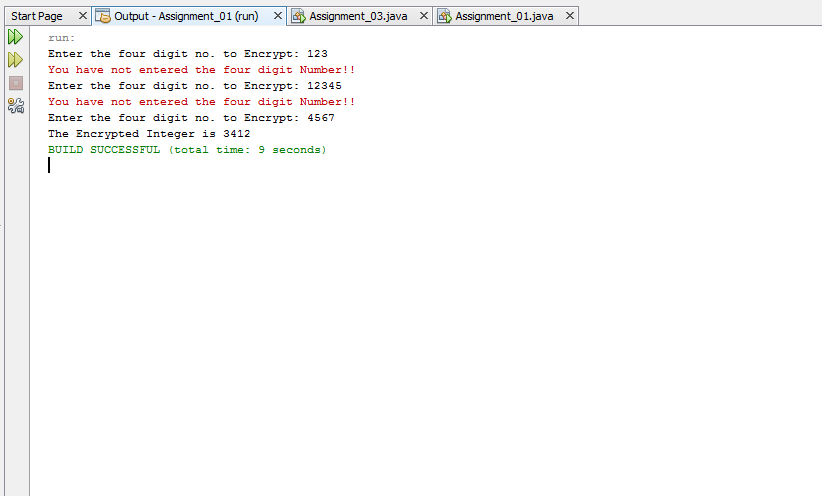 Start Page Output - Assignment_01 (run) Assignment_03.java Assignment_01.java
run:
Enter the four digit no. to Encrypt: 123
You have not entered the four digit Number!!
Enter the four digit no. to Encrypt: 12345
You have not entered the four digit Number!!
Enter the four digit no. to Encrypt: 4567
The Encrypted Integer is 3412
BUILD SUCCESSFUL (total time: 9 seconds)